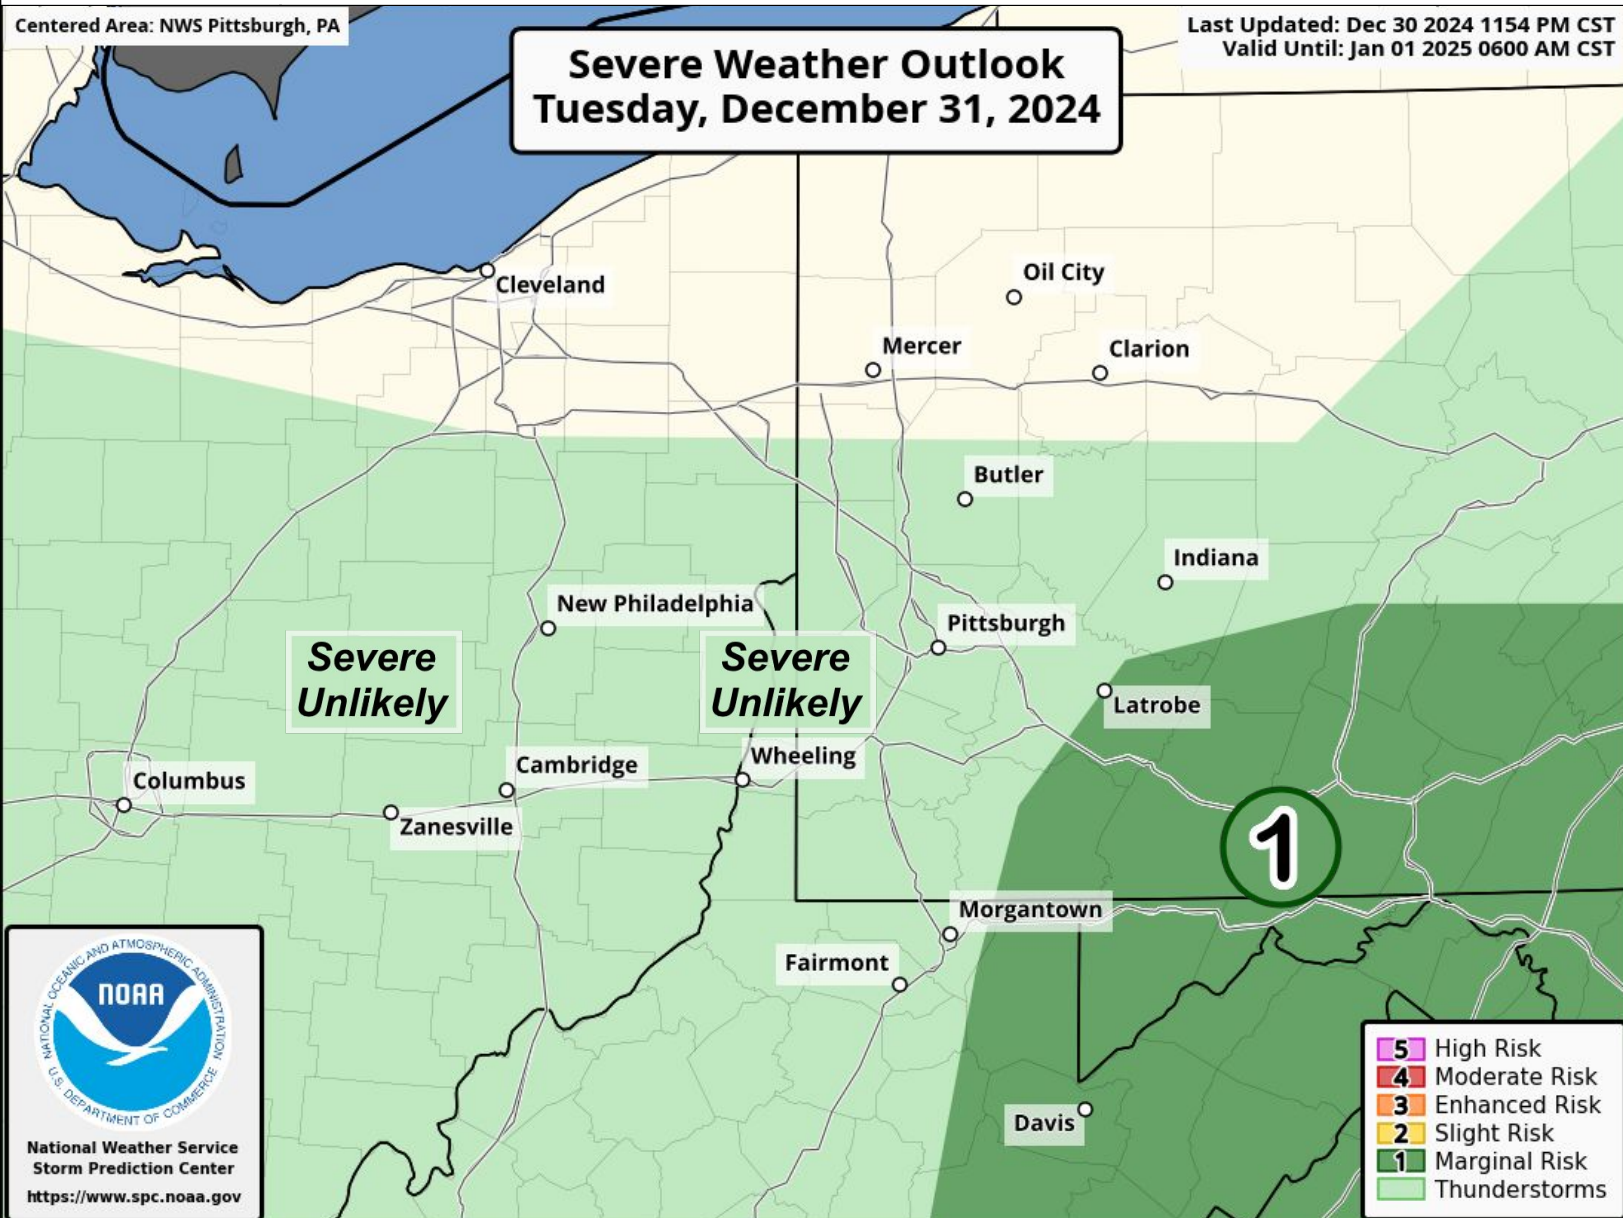 Centered Area: NWS Pittsburgh, PA
Last Updated: Dec 30 2024 1154 PM CST
Valid Until: Jan 01 2025 0600 AM CST
Severe Weather Outlook
Tuesday, December 31, 2024
Cleveland
Oil City
Mercer
Clarion
Butler
Indiana
New Philadelphia
Pittsburgh
Severe
Unlikely
Severe
Unlikely
Latrobe
Wheeling
Cambridge
Columbus
Zanesville
1
Morgantown
Fairmont
Davis
NATIONAL OCEANIC AND ATMOSPHERIC ADMINISTRATION
NOAA
U.S. DEPARTMENT OF COMMERCE
National Weather Service
Storm Prediction Center
https://www.spc.noaa.gov
5 High Risk
4 Moderate Risk
3 Enhanced Risk
2 Slight Risk
1 Marginal Risk
Thunderstorms